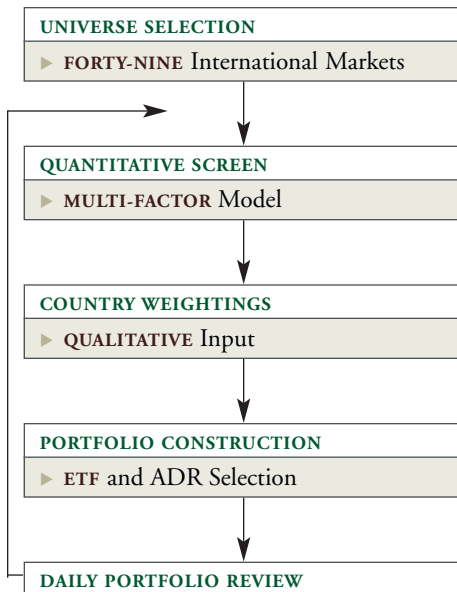 UNIVERSE SELECTION
▶ FORTY-NINE International Markets
QUANTITATIVE SCREEN
▶ MULTI-FACTOR Model
COUNTRY WEIGHTINGS
▶ QUALITATIVE Input
PORTFOLIO CONSTRUCTION
▶ ETF and ADR Selection
DAILY PORTFOLIO REVIEW